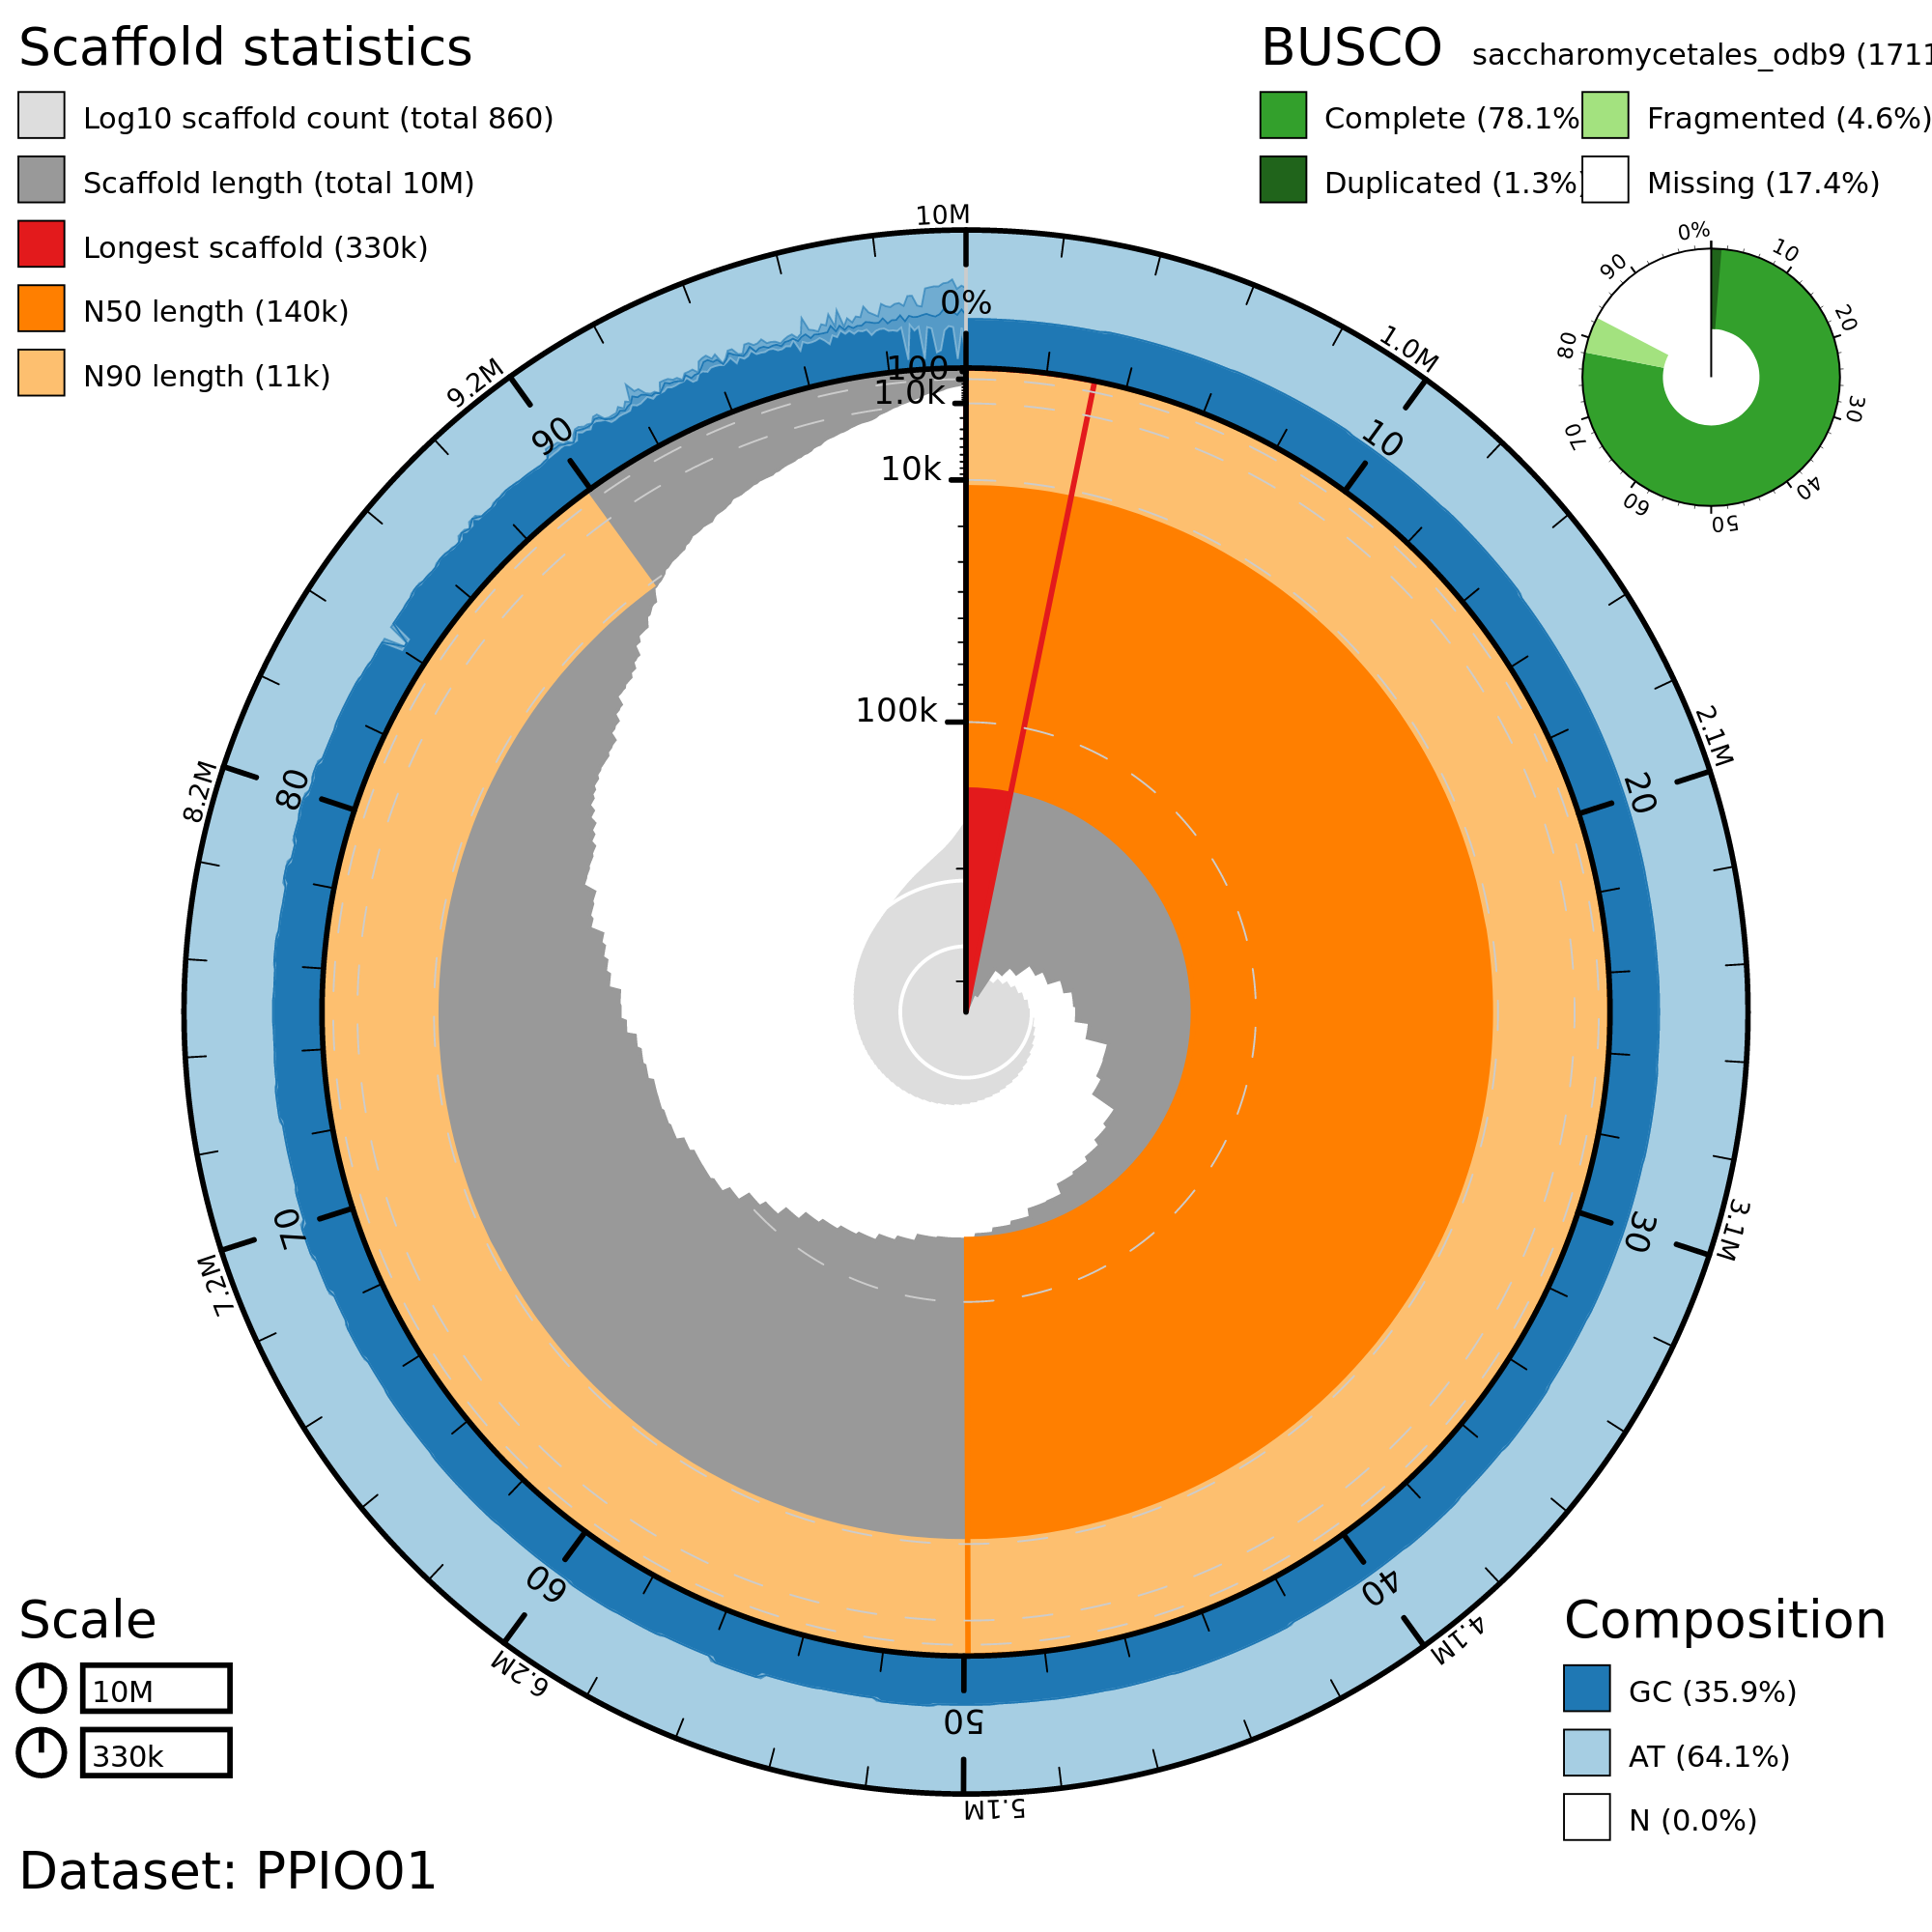 Scaffold statistics
Log10 scaffold count (total 860)
Scaffold length (total 10M)
Longest scaffold (330k)
N50 length (140k)
N90 length (11k)
BUSCO saccharomycetales_odb9 (1711
Complete (78.1% Fragmented (4.6%)
Duplicated (1.3% Missing (17.4%)
0%
10
20
30
40
50
60
70
80
90
10M
1.0M
2.1M
3.1M
4.1M
5.1M
6.2M
7.2M
8.2M
9.2M
0%
10
20
30
40
50
60
70
80
90
100
1.0k
10k
100k
Scale
10M
330k
Composition
GC (35.9%)
AT (64.1%)
N (0.0%)
Dataset: PPIO01